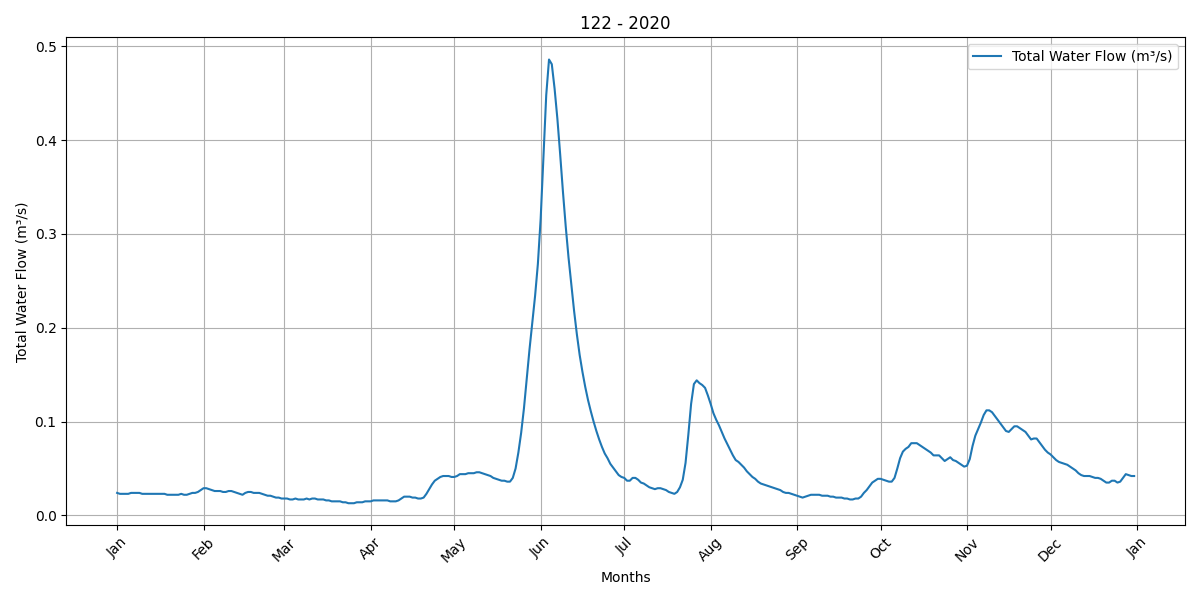 122 - 2020
Total Water Flow (m³/s)
Total Water Flow (m³/s)
0.5
0.4
0.3
0.2
0.1
0.0
Jan
Feb
Mar
Apr
May
Jun
Jul
Aug
Sep
Oct
Nov
Dec
Jan
Months